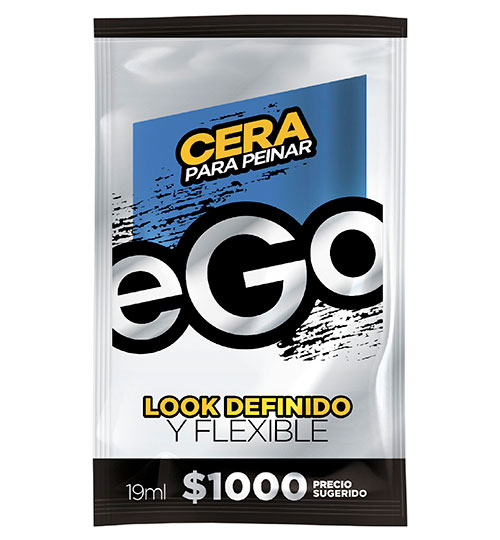 CERA
PARA PEINAR
eGo
LOOK DEFINIDO
Y FLEXIBLE
19ml $1000 PRECIO
SUGERIDO